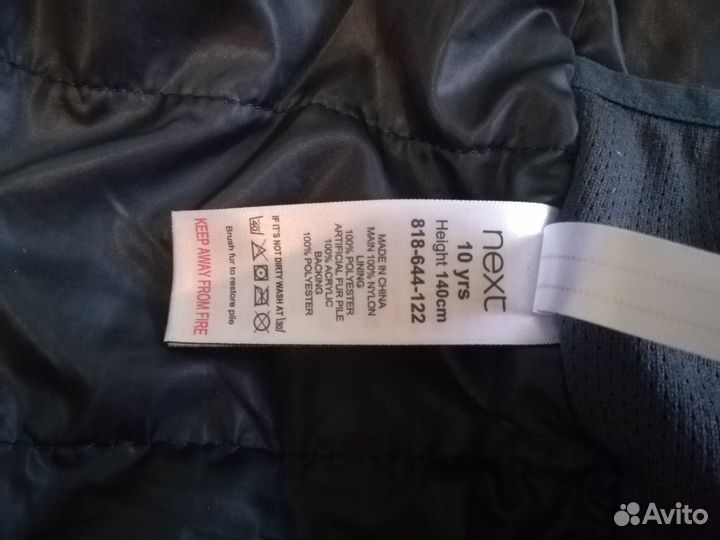 next
10 yrs
Height 140cm
818-644-122
MADE IN CHINA
MAIN 100% NYLON
LINING
100% POLYESTER
ARTIFICIAL FUR PILE
100% ACRYLIC
BACKING
100% POLYESTER
IF IT'S NOT DIRTY WASH AT 30
40
Brush fur to restore pile
KEEP AWAY FROM FIRE
Avito